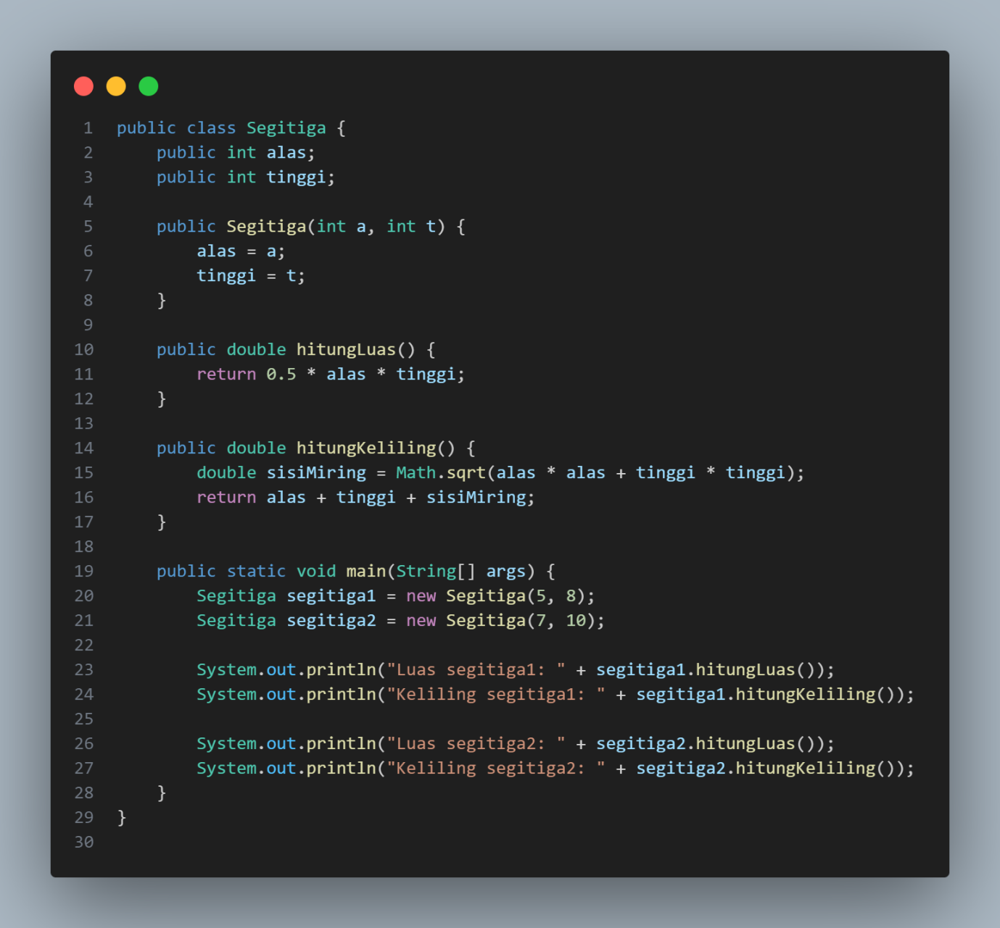 1 public class Segitiga {
2     public int alas;
3     public int tinggi;
4
5     public Segitiga(int a, int t) {
6         alas = a;
7         tinggi = t;
8     }
9
10     public double hitungLuas() {
11         return 0.5 * alas * tinggi;
12     }
13
14     public double hitungKeliling() {
15         double sisiMiring = Math.sqrt(alas * alas + tinggi * tinggi);
16         return alas + tinggi + sisiMiring;
17     }
18
19     public static void main(String[] args) {
20         Segitiga segitiga1 = new Segitiga(5, 8);
21         Segitiga segitiga2 = new Segitiga(7, 10);
22
23         System.out.println("Luas segitiga1: " + segitiga1.hitungLuas());
24         System.out.println("Keliling segitiga1: " + segitiga1.hitungKeliling());
25
26         System.out.println("Luas segitiga2: " + segitiga2.hitungLuas());
27         System.out.println("Keliling segitiga2: " + segitiga2.hitungKeliling());
28     }
29 }
30